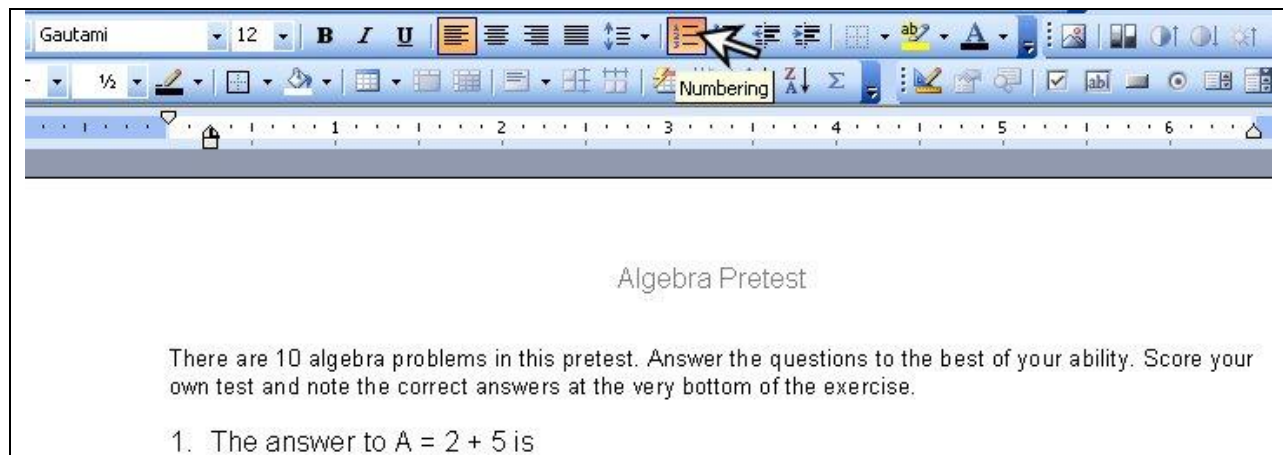 Gautami 12 B I U ab A
½ Z A Σ ab
Numbering
1 2 3 4 5 6
Algebra Pretest
There are 10 algebra problems in this pretest. Answer the questions to the best of your ability. Score your
own test and note the correct answers at the very bottom of the exercise.
1. The answer to A = 2 + 5 is